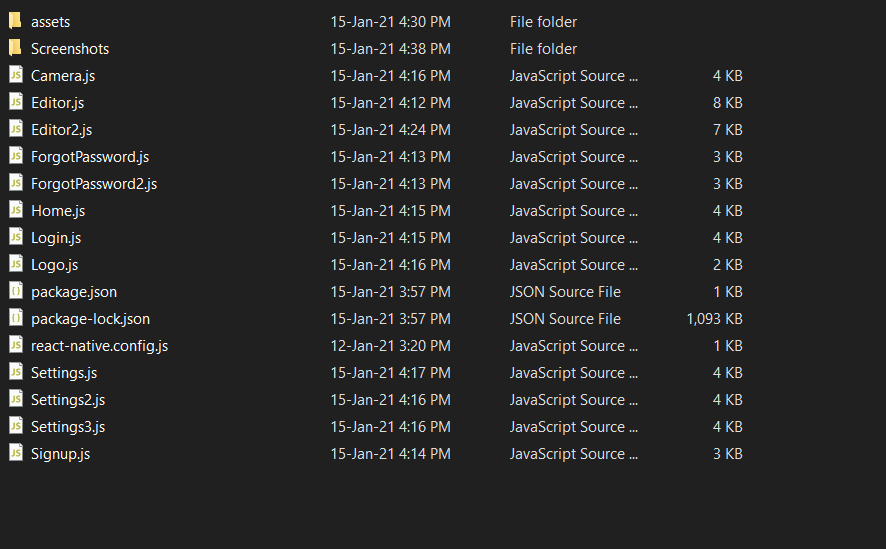 assets 15-Jan-21 4:30 PM File folder
Screenshots 15-Jan-21 4:38 PM File folder
Camera.js 15-Jan-21 4:16 PM JavaScript Source ... 4 KB
Editor.js 15-Jan-21 4:12 PM JavaScript Source ... 8 KB
Editor2.js 15-Jan-21 4:24 PM JavaScript Source ... 7 KB
ForgotPassword.js 15-Jan-21 4:13 PM JavaScript Source ... 3 KB
ForgotPassword2.js 15-Jan-21 4:13 PM JavaScript Source ... 3 KB
Home.js 15-Jan-21 4:15 PM JavaScript Source ... 4 KB
Login.js 15-Jan-21 4:15 PM JavaScript Source ... 4 KB
Logo.js 15-Jan-21 4:16 PM JavaScript Source ... 2 KB
package.json 15-Jan-21 3:57 PM JSON Source File 1 KB
package-lock.json 15-Jan-21 3:57 PM JSON Source File 1,093 KB
react-native.config.js 12-Jan-21 3:20 PM JavaScript Source ... 1 KB
Settings.js 15-Jan-21 4:17 PM JavaScript Source ... 4 KB
Settings2.js 15-Jan-21 4:16 PM JavaScript Source ... 4 KB
Settings3.js 15-Jan-21 4:16 PM JavaScript Source ... 4 KB
Signup.js 15-Jan-21 4:14 PM JavaScript Source ... 3 KB